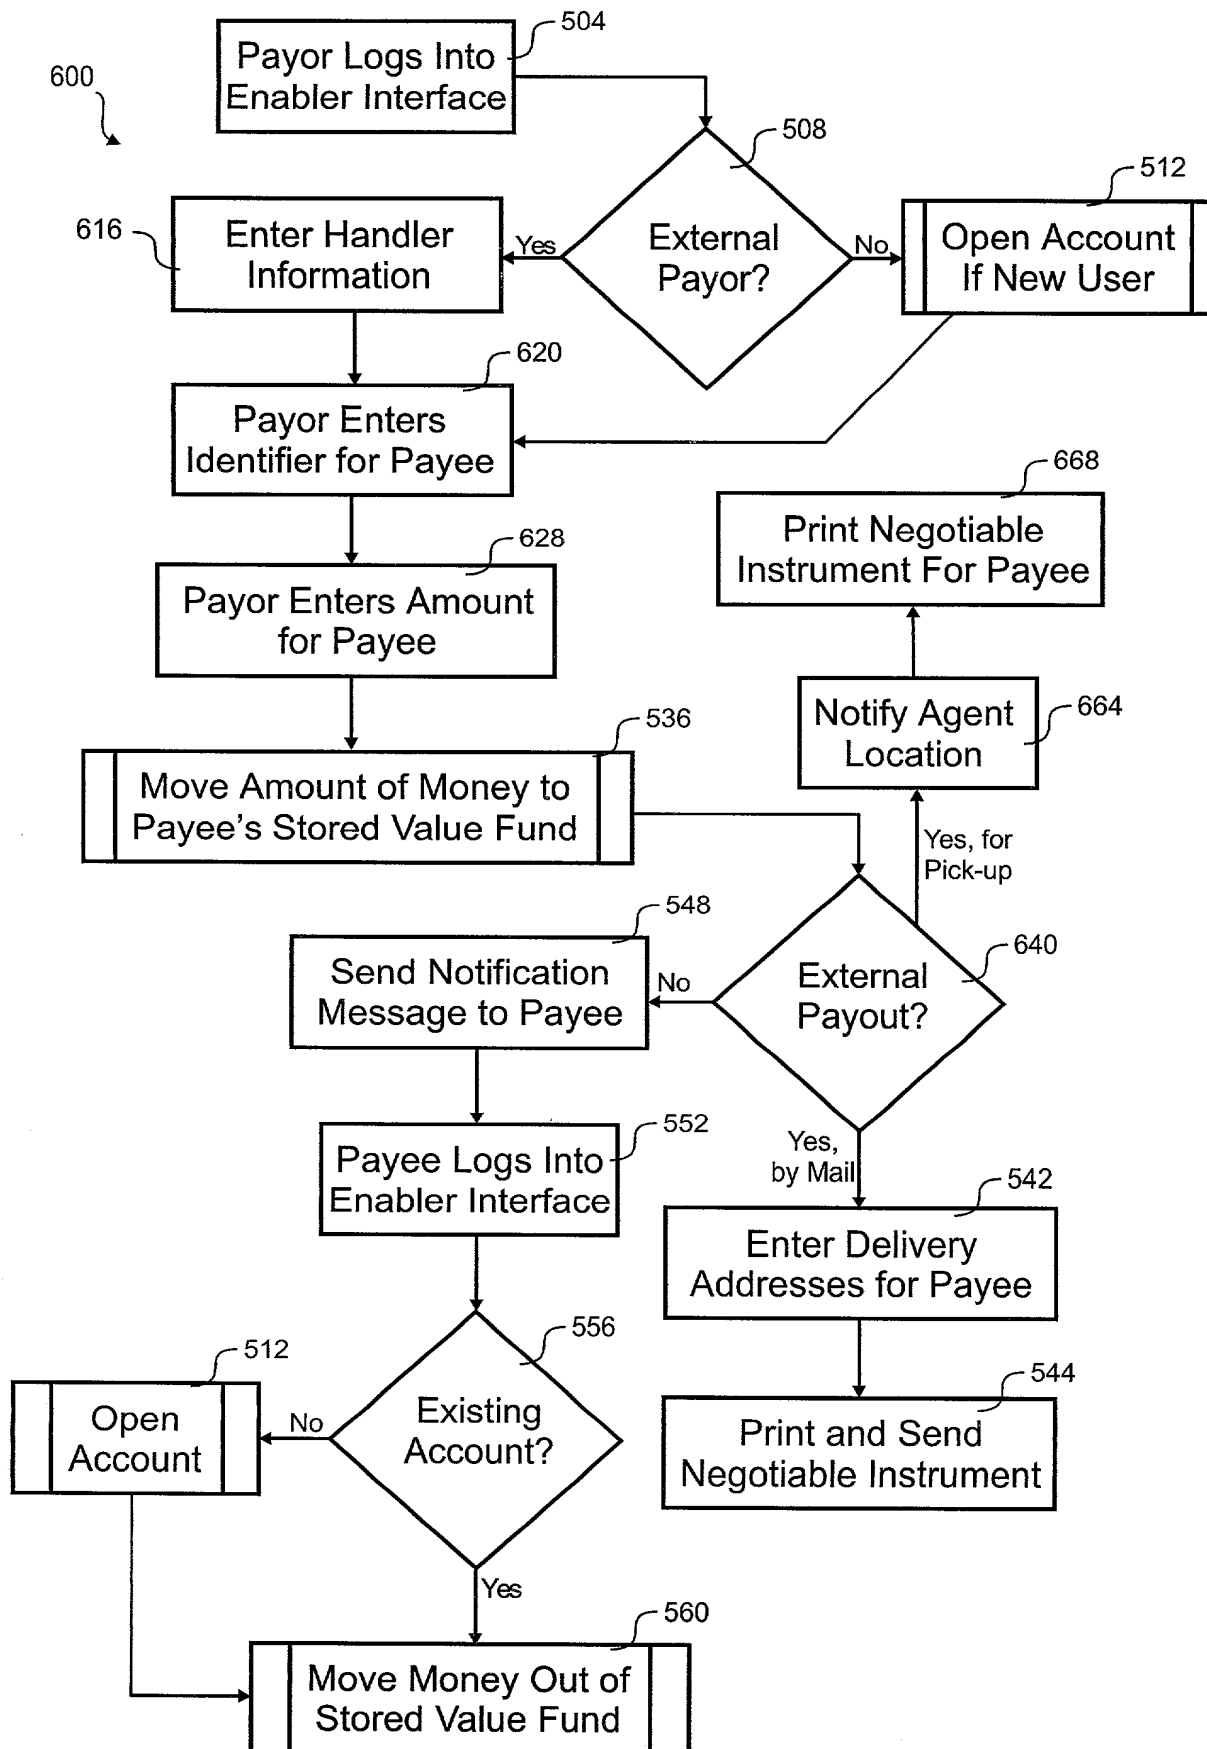 504
Payor Logs Into
Enabler Interface
600
508
External
Payor?
Yes
No
512
Open Account
If New User
616
Enter Handler
Information
620
Payor Enters
Identifier for Payee
628
Payor Enters Amount
for Payee
536
Move Amount of Money to
Payee's Stored Value Fund
668
Print Negotiable
Instrument For Payee
664
Notify Agent
Location
Yes, for
Pick-up
640
External
Payout?
No
548
Send Notification
Message to Payee
552
Payee Logs Into
Enabler Interface
Yes,
by Mail
542
Enter Delivery
Addresses for Payee
544
Print and Send
Negotiable Instrument
556
Existing
Account?
No
512
Open
Account
Yes
560
Move Money Out of
Stored Value Fund